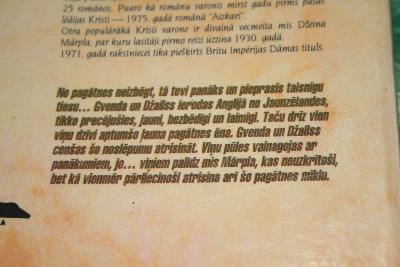 25 romānos. Puaro kā romānu varonis mirst gadu pirms pašas
lēdijas Kristi — 1975. gadā romānā "Aizkari".
Otra populārākā Kristi varone ir dīvainā vecmeita mis Džeina
Mārpla, par kuru lasītāji pirmo reizi uzzina 1930. gadā.
1971. gadā rakstniecei tika piešķirts Britu Impērijas Dāmas tituls.
No pagātnes neizbēgt, tā tevi panāks un pieprasīs taisnīgu
tiesu... Gvenda un Džailss ierodas Anglijā no Jaunzēlandes,
tikko precējušies, jauni, bezbēdīgi un laimīgi. Taču drīz vien
viņu dzīvi aptumšo jauna pagātnes ēna. Gvenda un Džailss
cenšas šo noslēpumu atrisināt. Viņu pūles vainagojas ar
panākumiem, jo... viņiem palīdz mis Mārpla, kas neuzkrītoši,
bet kā vienmēr pārliecinoši atrisina arī šo pagātnes mīklu.